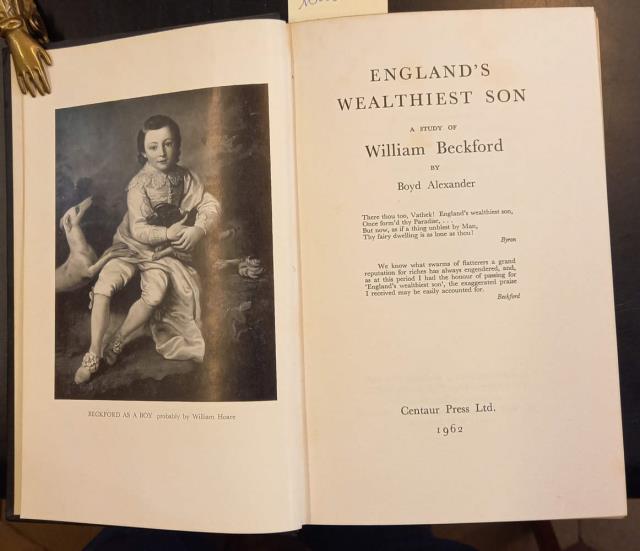 BECKFORD AS A BOY probably by William Hoare
ENGLAND'S
WEALTHIEST SON
A STUDY OF
William Beckford
BY
Boyd Alexander
There thou too, Vathek! England's wealthiest son,
Once form'd thy Paradise, . . .
But now, as if a thing unblest by Man,
Thy fairy dwelling is as lone as thou!
Byron
We know what swarms of flatterers a grand
reputation for riches has always engendered, and,
as at this period I had the honour of passing for
'England's wealthiest son', the exaggerated praise
I received may be easily accounted for.
Beckford
Centaur Press Ltd.
1962